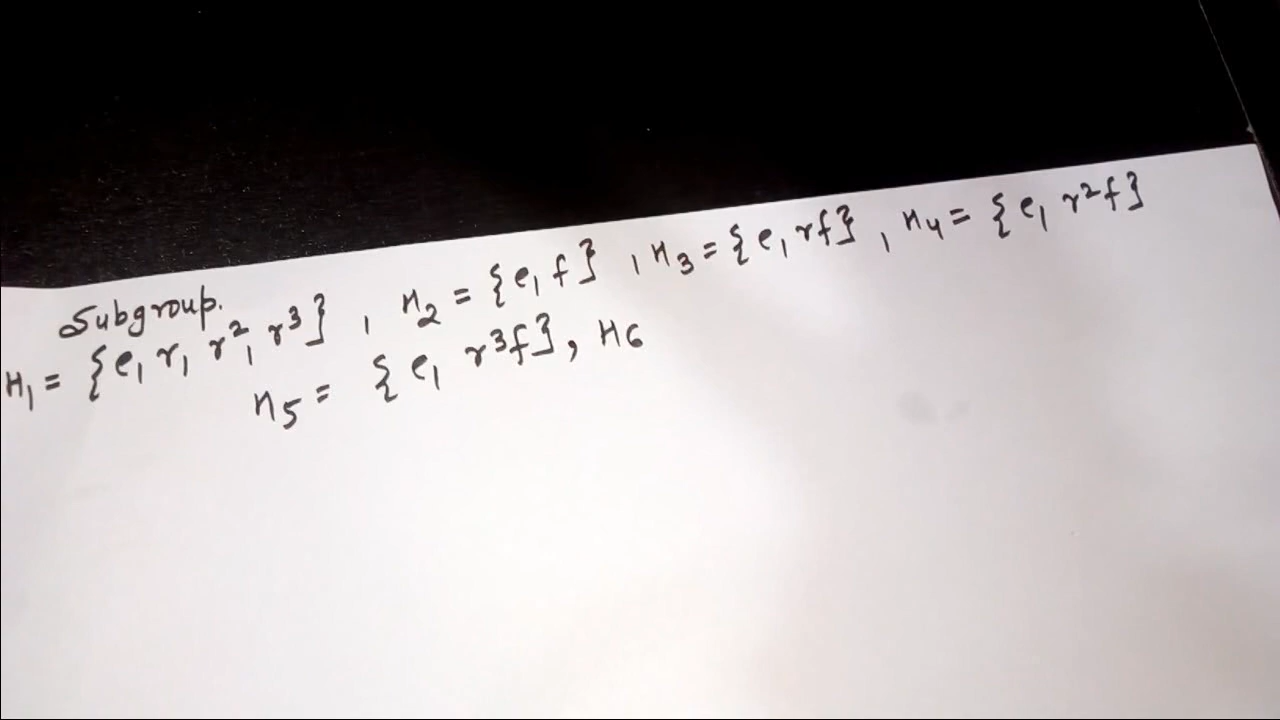 Subgroup.
H₁ = {e, r, r², r³} , H₂ = {e, f} , H₃ = {e, rf} , H₄ = {e, r²f}
H₅ = {e, r³f}, H₆